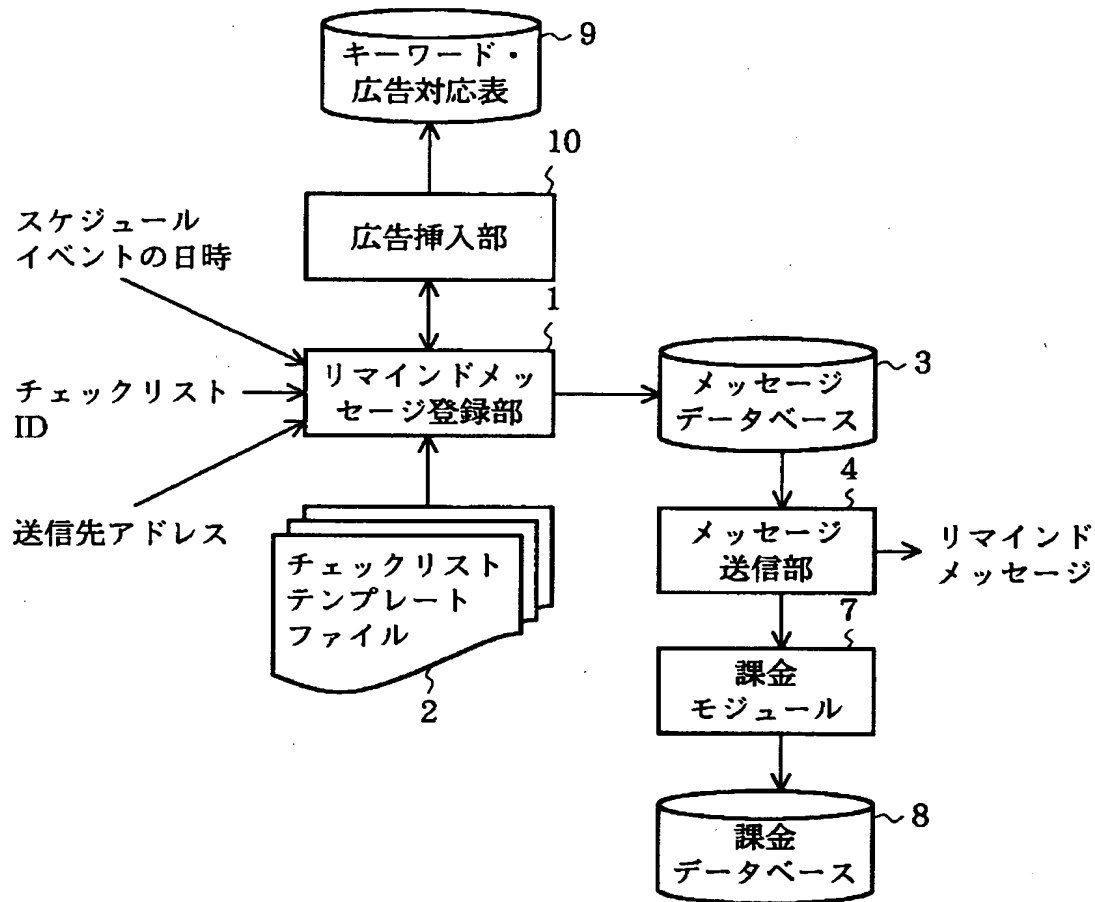 キーワード・
広告対応表
9
10
広告挿入部
スケジュール
イベントの日時
1
リマインドメッ
セージ登録部
チェックリスト
ID
送信先アドレス
メッセージ
データベース
3
4
メッセージ
送信部
リマインド
メッセージ
チェックリスト
テンプレート
ファイル
2
7
課金
モジュール
課金
データベース
8